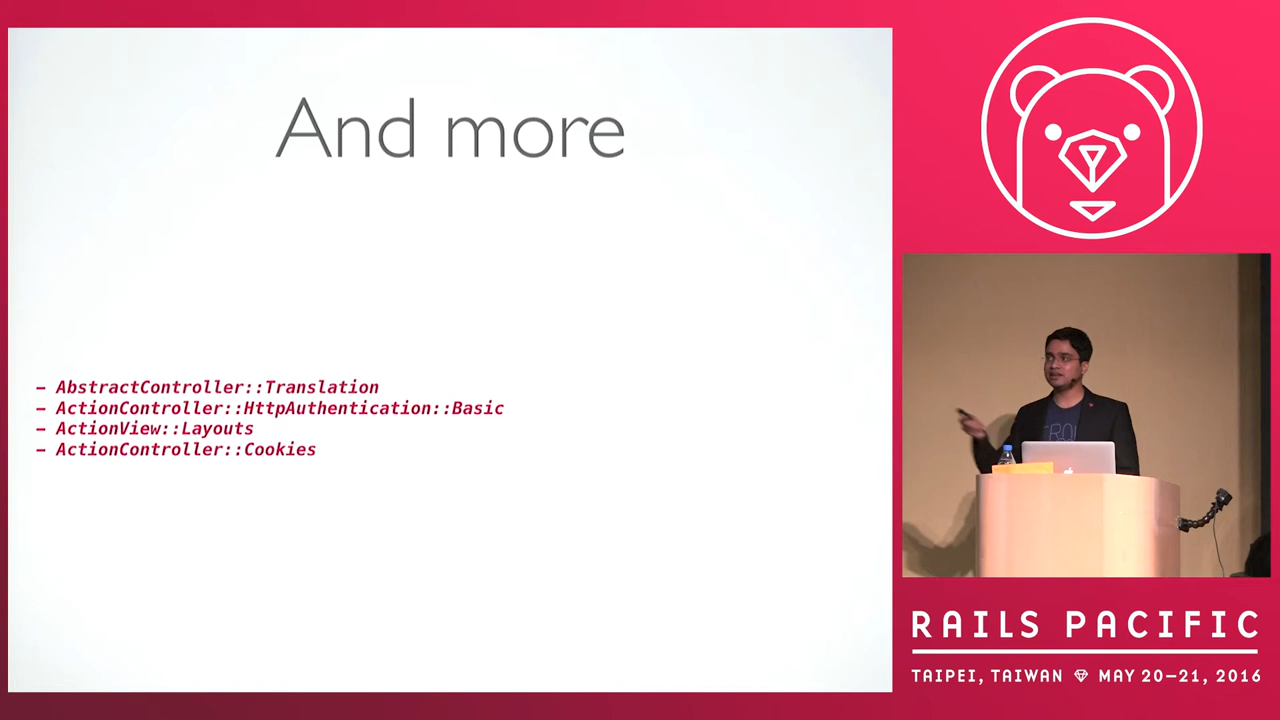 And more
– AbstractController::Translation
– ActionController::HttpAuthentication::Basic
– ActionView::Layouts
– ActionController::Cookies
RAILS PACIFIC
TAIPEI, TAIWAN MAY 20–21, 2016